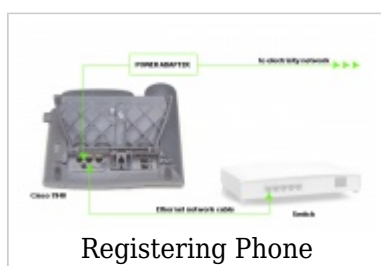 POWER ADAPTER
to electricity network
Cisco 7940
Ethernet network cable
Switch
Registering Phone